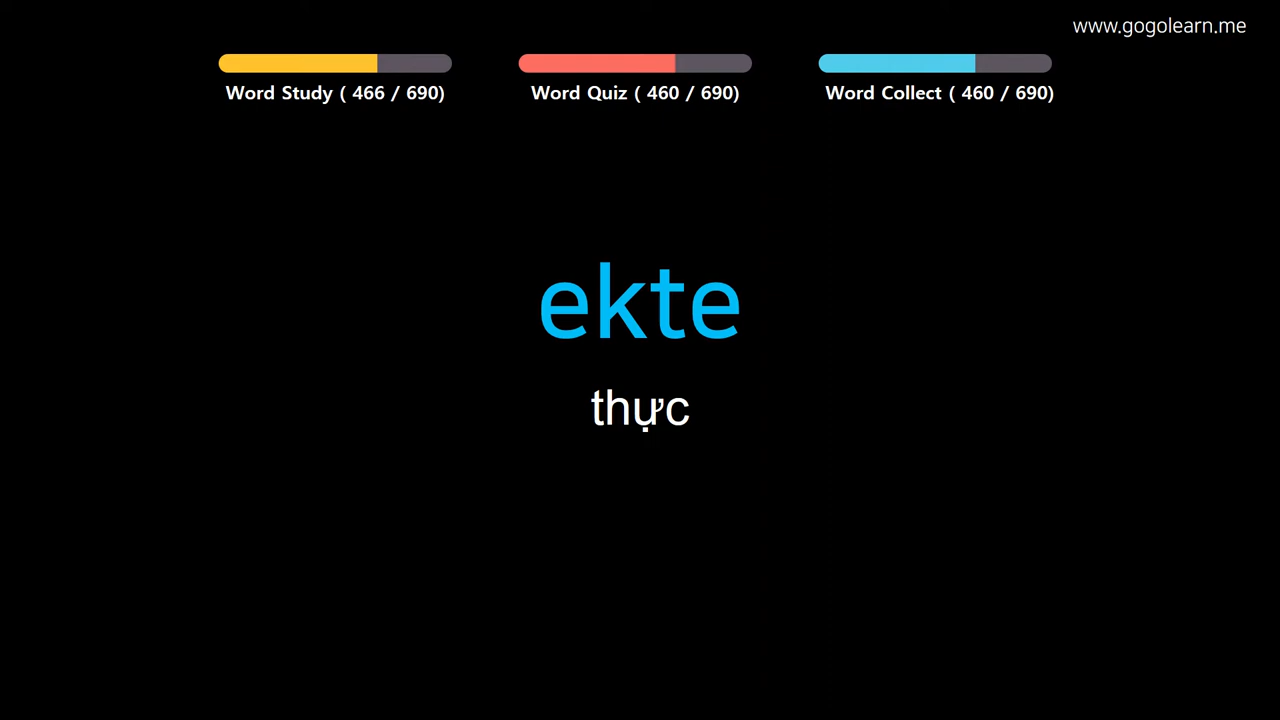 www.gogolearn.me
Word Study ( 466 / 690)
Word Quiz ( 460 / 690)
Word Collect ( 460 / 690)
ekte
thực